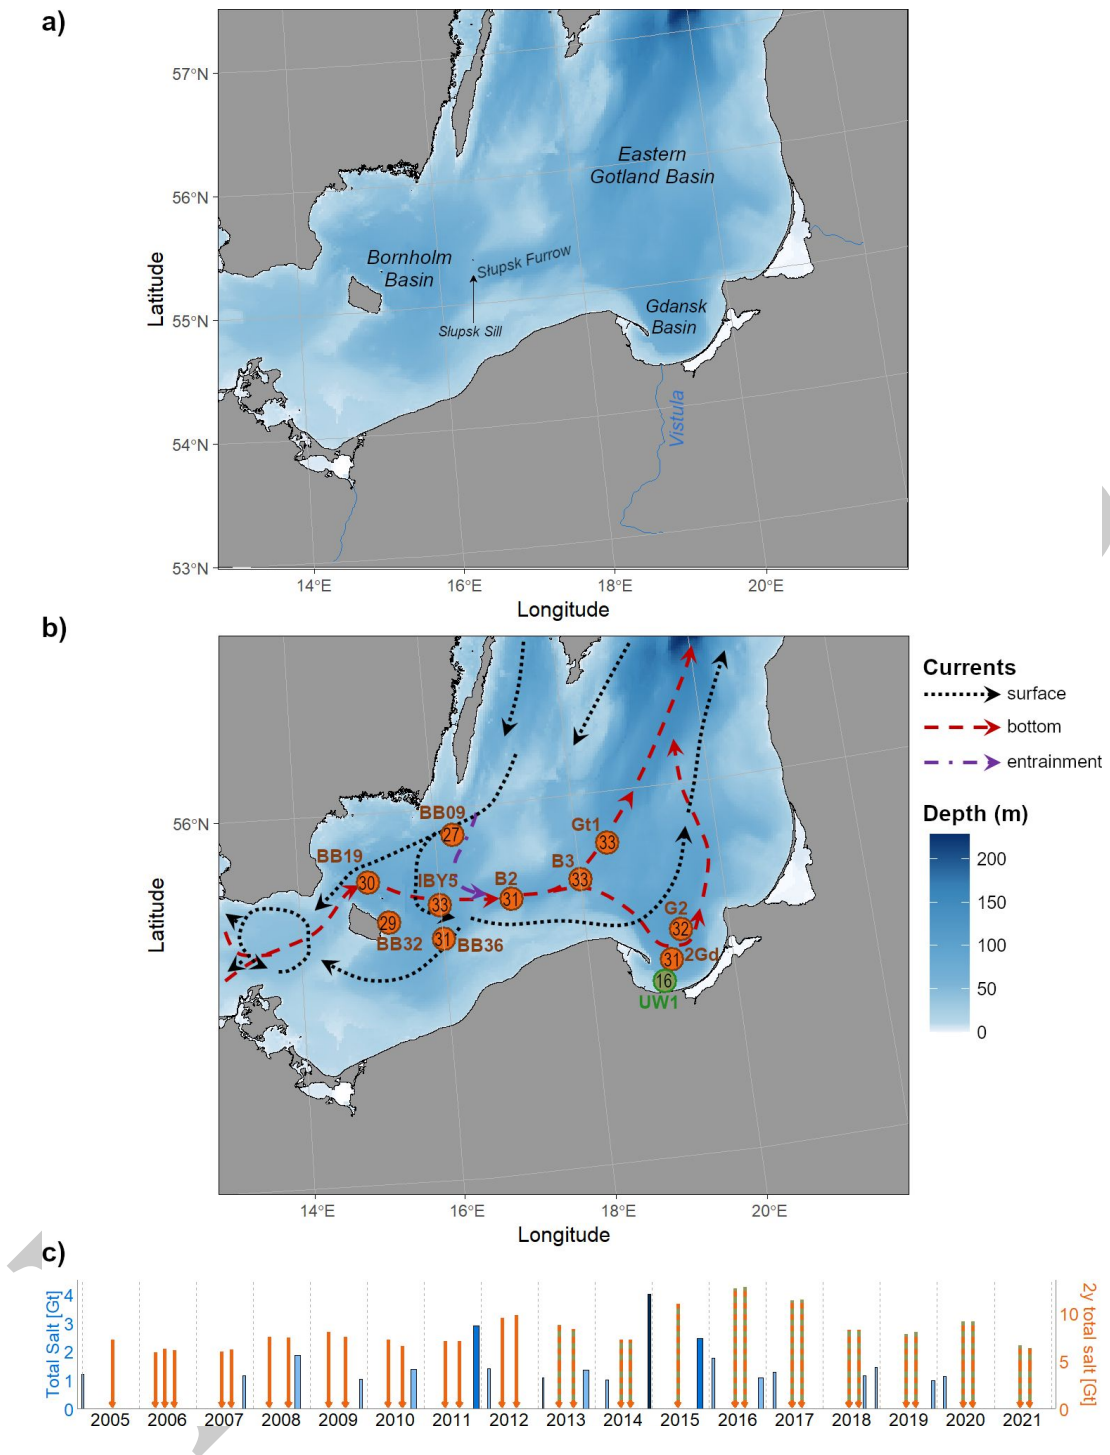 a)
57°N
56°N
55°N
54°N
53°N
Latitude
Eastern
Gotland Basin
Bornholm
Basin
Słupsk Furrow
Słupsk Sill
Gdansk
Basin
Vistula
14°E
16°E
18°E
20°E
Longitude
b)
56°N
Latitude
BB09
27
BB19
30
IBY5
33
B2
31
B3
33
Gt1
33
29
BB32
31
BB36
G2
32
31
2Gd
16
UW1
14°E
16°E
18°E
20°E
Longitude
Currents
surface
bottom
entrainment
Depth (m)
200
150
100
50
0
c)
Total Salt [Gt]
4
3
2
1
0
2y total salt [Gt]
10
5
0
2005 2006 2007 2008 2009 2010 2011 2012 2013 2014 2015 2016 2017 2018 2019 2020 2021